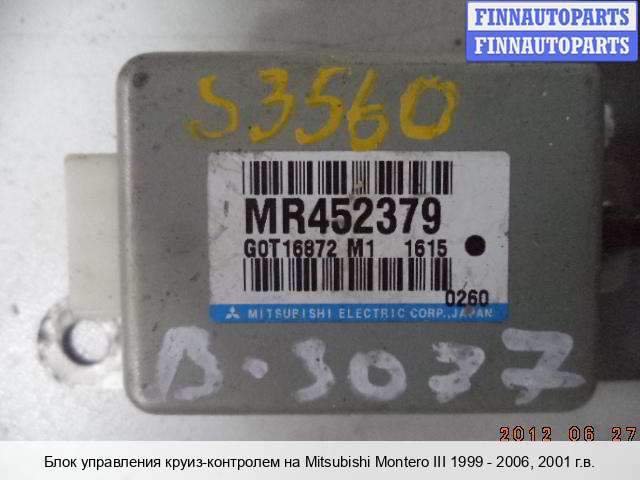 FINNAUTOPARTS
FINNAUTOPARTS
S3560
MR452379
G0T16872 M1 1615
0260
MITSUBISHI ELECTRIC CORP., JAPAN
B-3037
2012 06 27
Блок управления круиз-контролем на Mitsubishi Montero III 1999 - 2006, 2001 г.в.